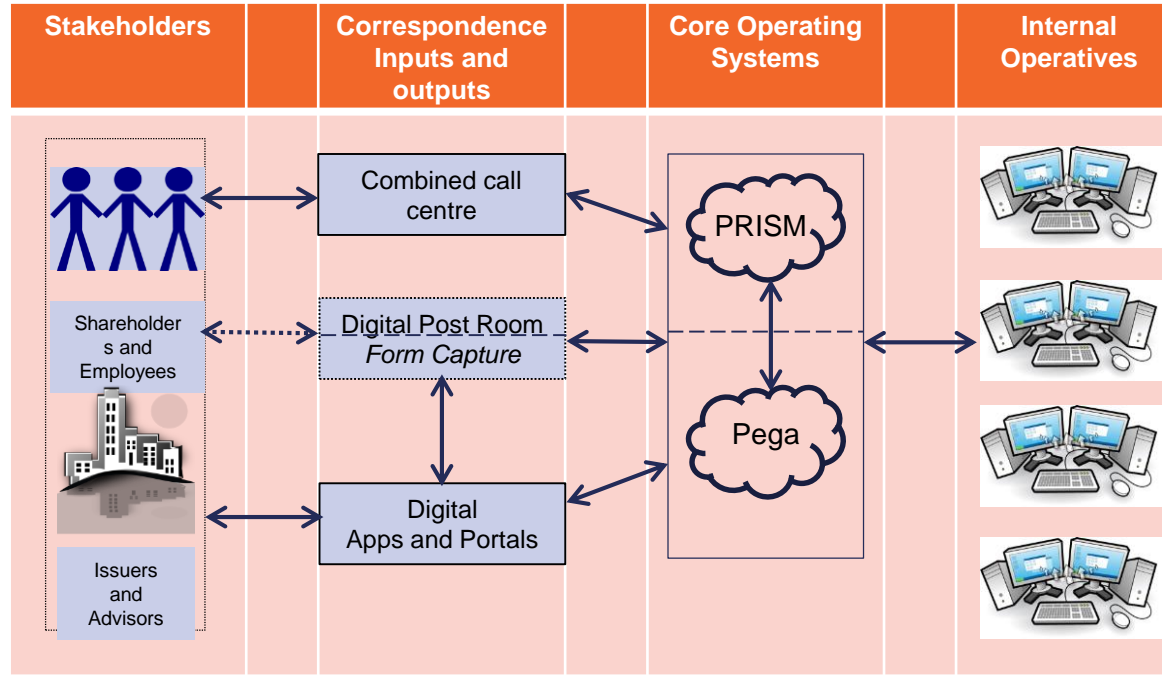 Stakeholders
Correspondence
Inputs and
outputs
Core Operating
Systems
Internal
Operatives
Combined call
centre
PRISM
Shareholder
s and
Employees
Digital Post Room
Form Capture
Pega
Digital
Apps and Portals
Issuers
and
Advisors